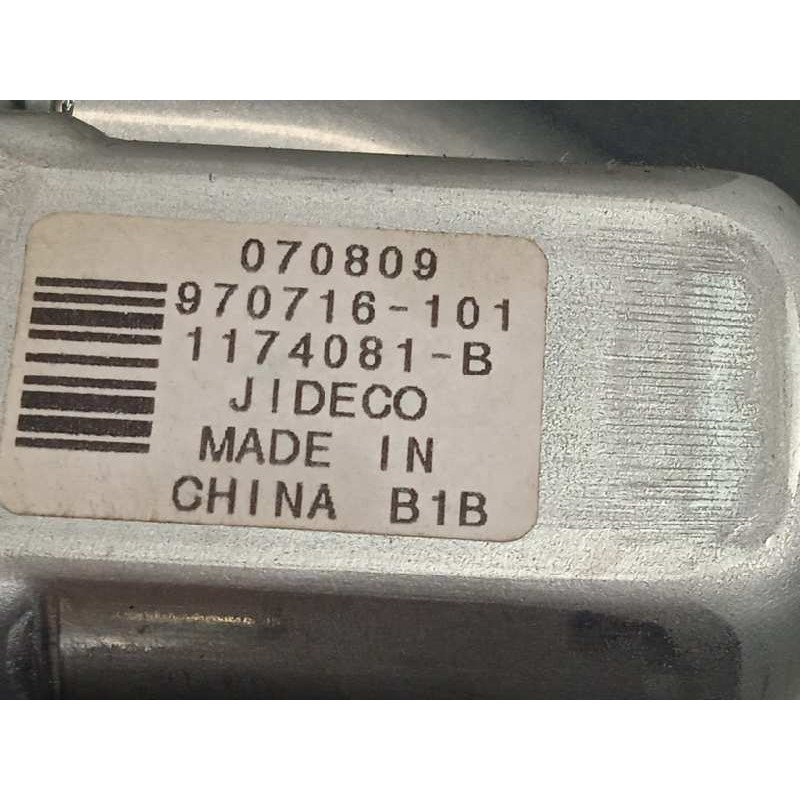 070809
970716-101
1174081-B
JIDECO
MADE IN
CHINA B1B